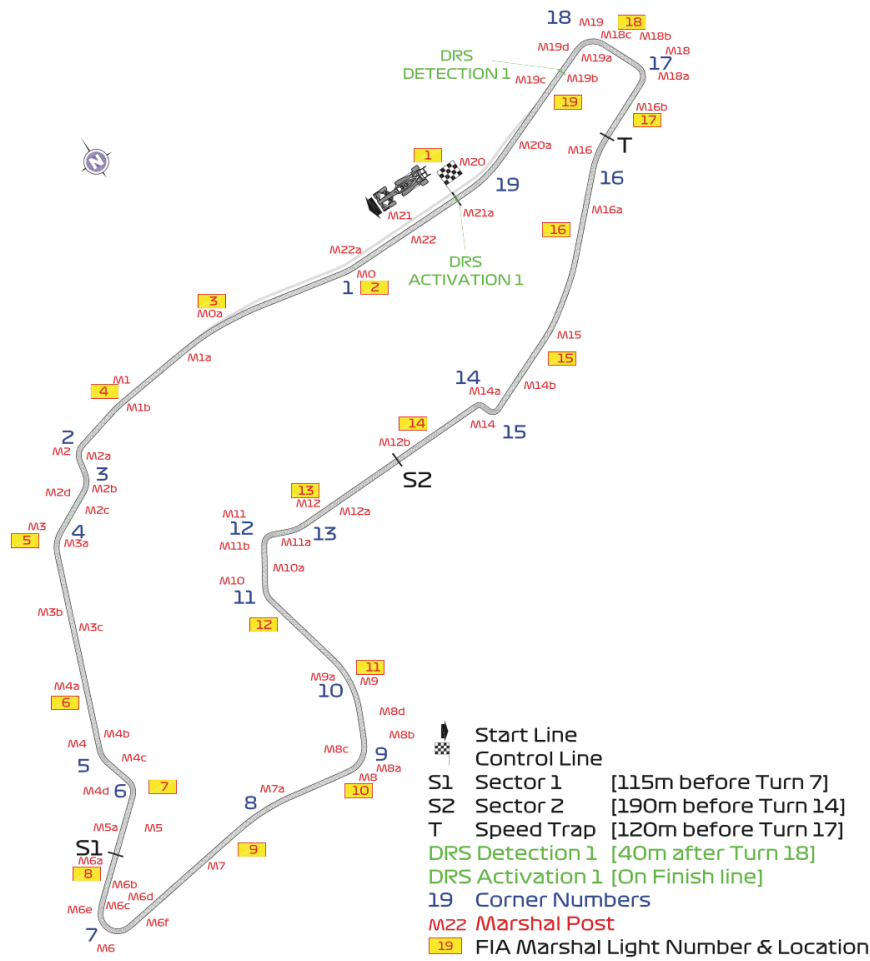 18 M19 18
M18c M18b
M19d M18
DRS M19a 17
DETECTION 1 M19c M19b M18a
19 M16b
17
M20a M16 T
1 M20
19 16
M21 M21a M16a
M22 16
M22a DRS
M0 ACTIVATION 1
1 2
3
M0a
M15
M1a 15
14
M1 M14a M14b
4
M1b
14 M14 15
2 M12b
M2 M2a
3 S2
M2d M2b 13
M12
M2c M11 M12a
M3 4 12 13
5 M3a M11b M11a
M10 M10a
11
M3b
M3c 12
11
M4a M9a M9
6 10
M8d
M4b M8b
M4 M8c 9
M4c M8a
5 M8
M4d 6 7 M7a 10
8
M5a M5
S1 9
M6a M7
8
M6b
M6d
M6e M6c
M6f
7
M6
N
Start Line
Control Line
S1 Sector 1 [115m before Turn 7]
S2 Sector 2 [190m before Turn 14]
T Speed Trap [120m before Turn 17]
DRS Detection 1 [40m after Turn 18]
DRS Activation 1 [On Finish line]
19 Corner Numbers
M22 Marshal Post
19 FIA Marshal Light Number & Location